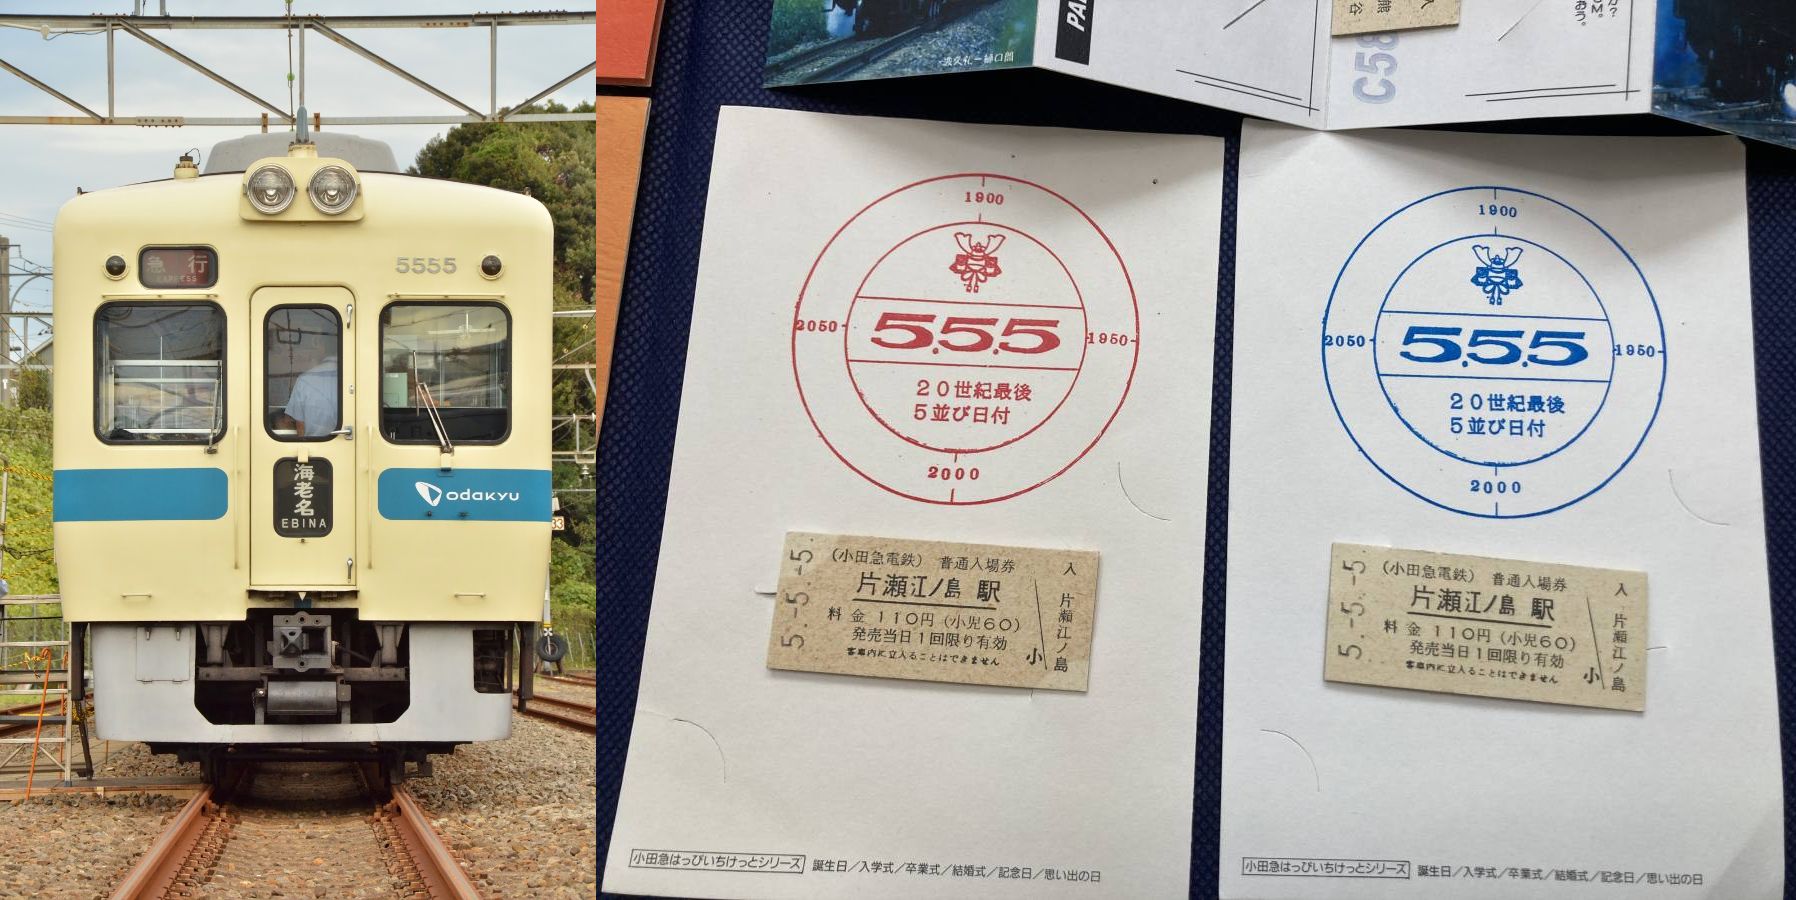 急行
EXPRESS
5555
海老名
EBINA
ODAKYU
33
波久礼ー樋口間
PA
C58
1900
2050
5.5.5
1950
20世紀最後
5並び日付
2000
5.-5.-5
(小田急電鉄) 普通入場券
片瀬江ノ島 駅
料 金 110円(小児60)
発売当日1回限り有効
客車内に立入ることはできません
入 片瀬江ノ島
小
小田急はっぴいちけっとシリーズ 誕生日/入学式/卒業式/結婚式/記念日/思い出の日
1900
2050
5.5.5
1950
20世紀最後
5並び日付
2000
5.-5.-5
(小田急電鉄) 普通入場券
片瀬江ノ島 駅
料 金 110円(小児60)
発売当日1回限り有効
客車内に立入ることはできません
入 片瀬江ノ島
小
小田急はっぴいちけっとシリーズ 誕生日/入学式/卒業式/結婚式/記念日/思い出の日